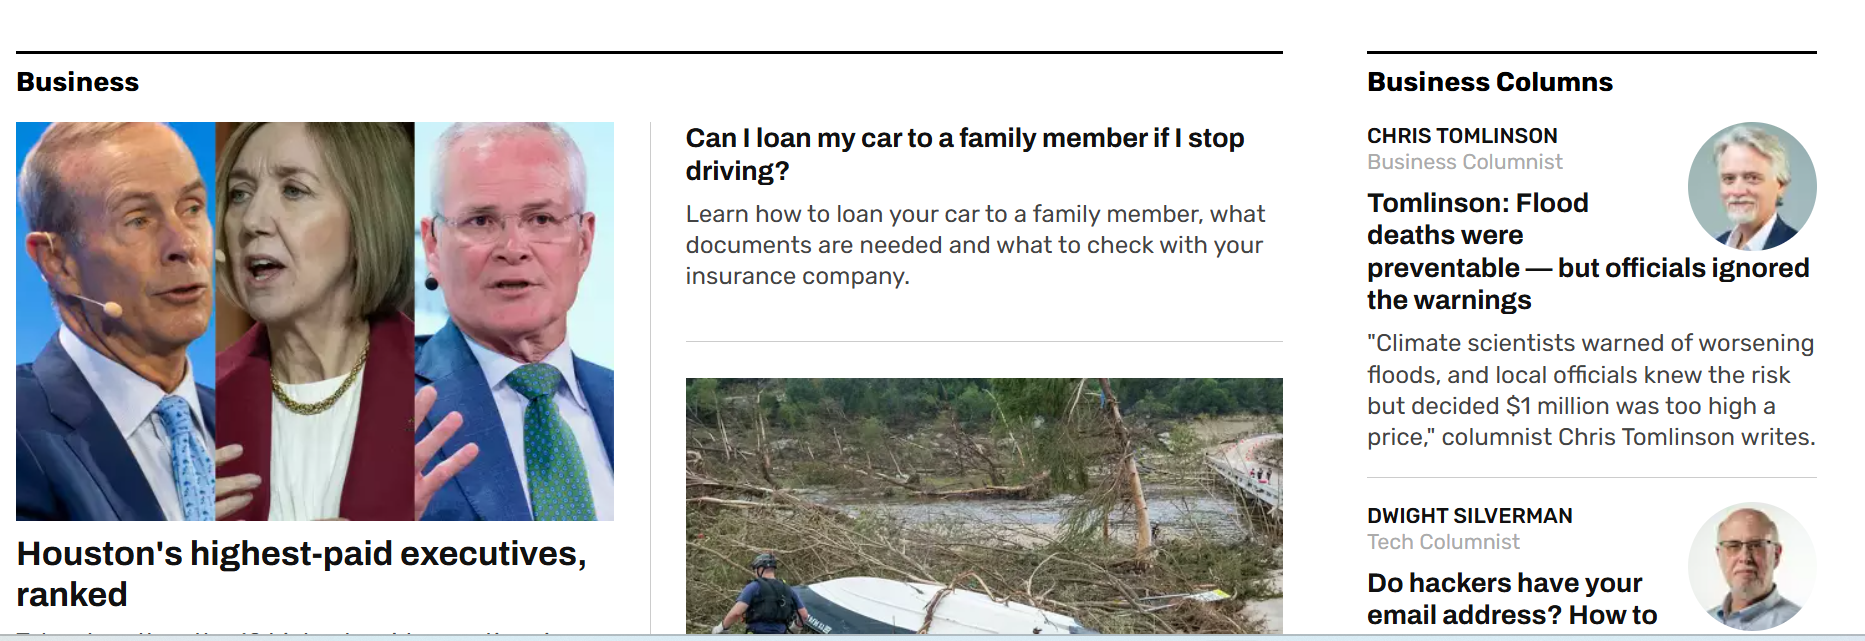 Business
Houston's highest-paid executives,
ranked
Can I loan my car to a family member if I stop
driving?
Learn how to loan your car to a family member, what
documents are needed and what to check with your
insurance company.
Business Columns
CHRIS TOMLINSON
Business Columnist
Tomlinson: Flood
deaths were
preventable — but officials ignored
the warnings
"Climate scientists warned of worsening
floods, and local officials knew the risk
but decided $1 million was too high a
price," columnist Chris Tomlinson writes.
DWIGHT SILVERMAN
Tech Columnist
Do hackers have your
email address? How to